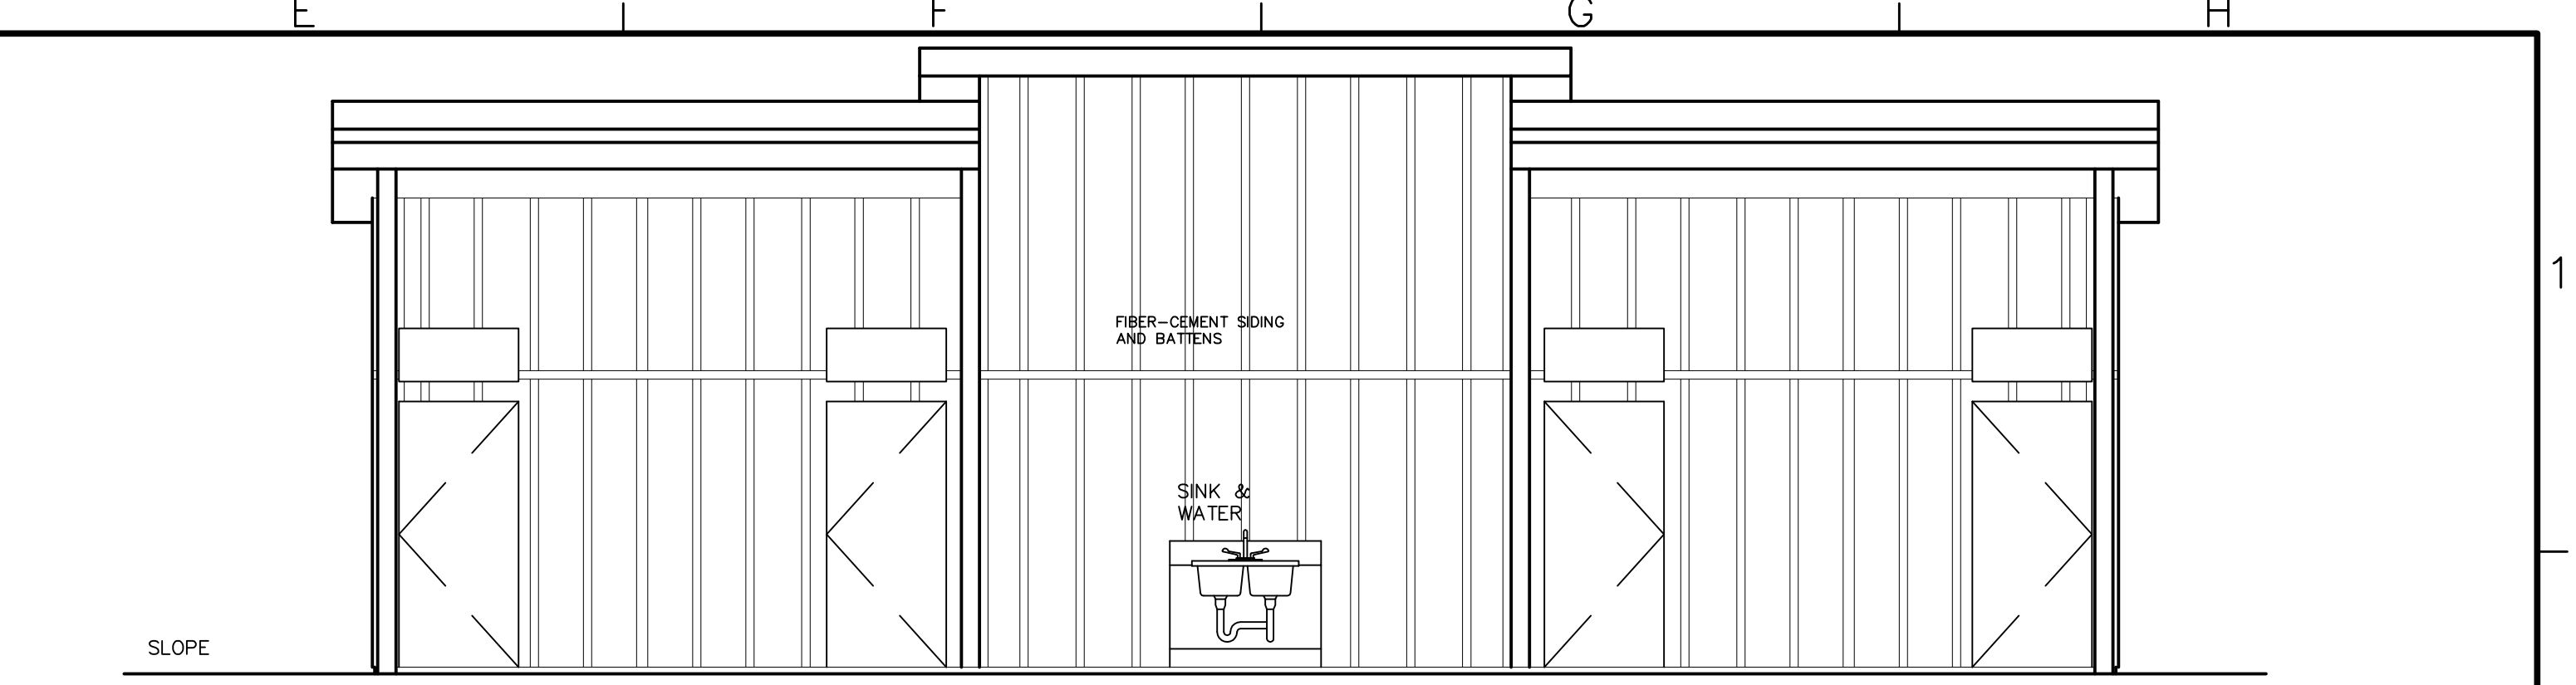 E F G H
1
FIBER-CEMENT SIDING
AND BATTENS
SINK &
WATER
SLOPE